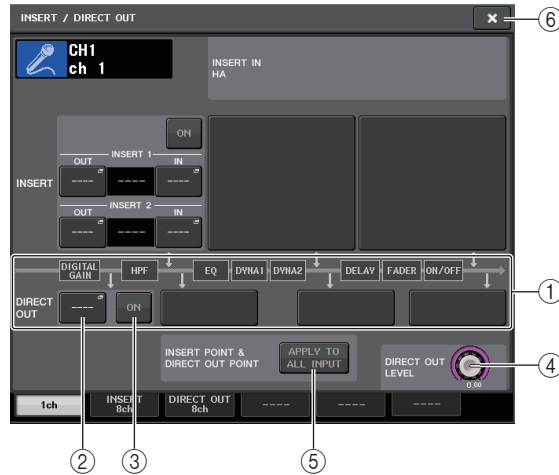 INSERT / DIRECT OUT
⑥
CH1
ch 1
INSERT IN
HA
ON
INSERT 1
OUT
IN
----
----
----
INSERT
INSERT 2
OUT
IN
----
----
----
DIGITAL GAIN
HPF
EQ
DYNA1
DYNA2
DELAY
FADER
ON/OFF
①
DIRECT OUT
----
ON
INSERT POINT &
DIRECT OUT POINT
APPLY TO
ALL INPUT
DIRECT OUT
LEVEL
0.00
④
1ch
INSERT
8ch
DIRECT OUT
8ch
----
----
----
②
③
⑤